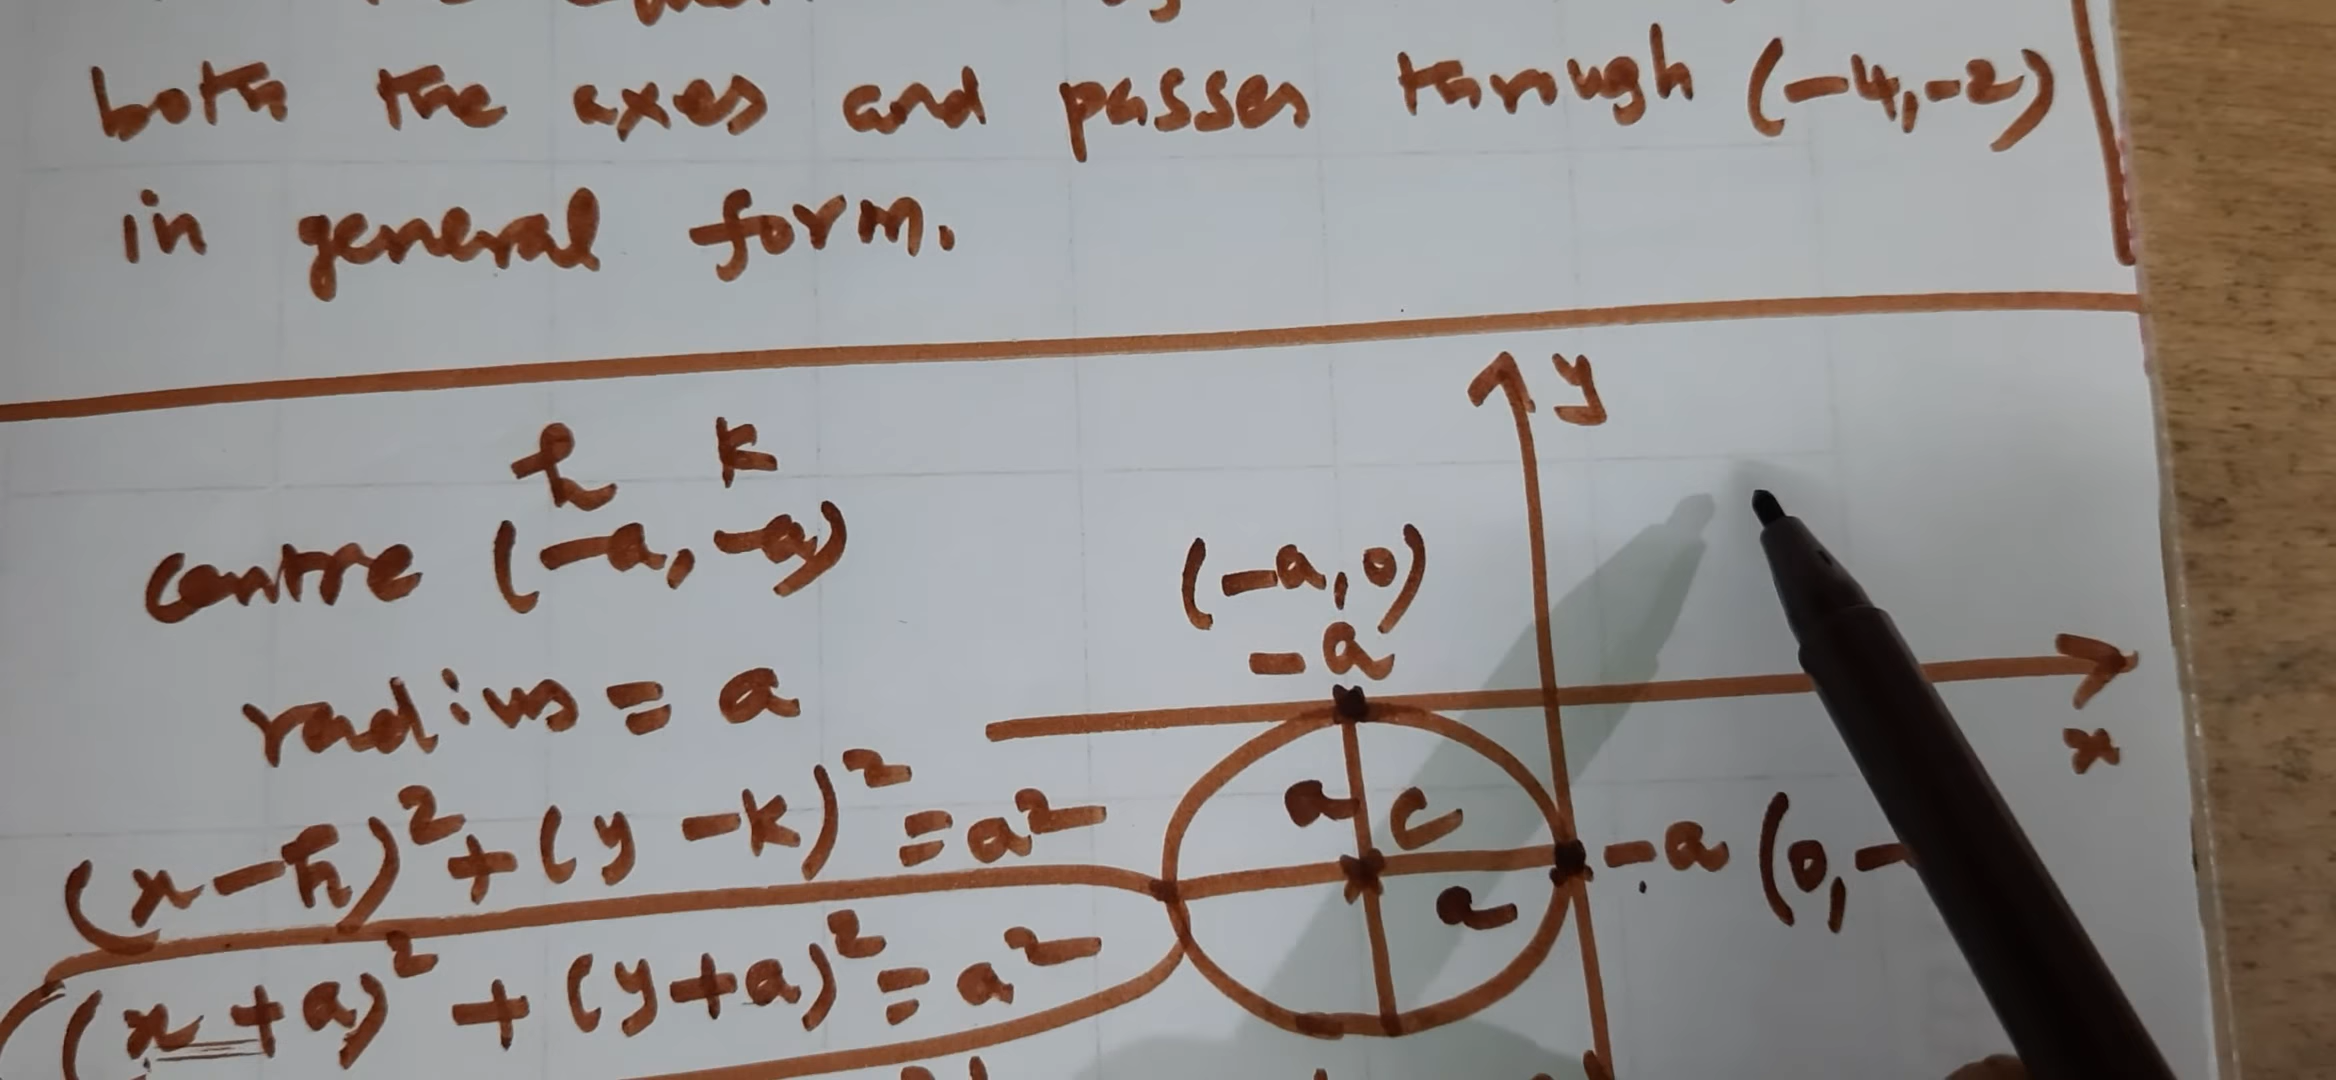 both the axes and passes through (-4,-2)
in general form.
h k
centre (-a, -a)
radius = a
(x-h)² + (y-k)² = a²
(x+a)² + (y+a)² = a²
y
(-a, 0)
-a
x
a c
-a (0, -
a